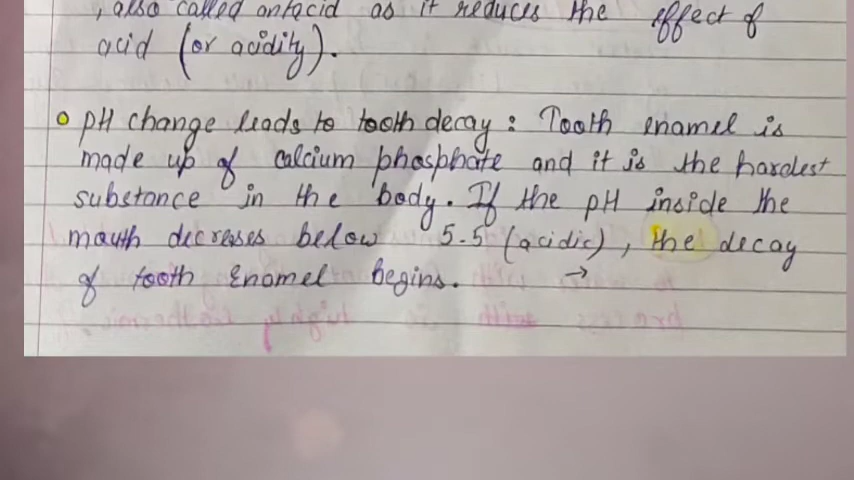 , also called antacid as it reduces the effect of
acid (or acidity).
pH change leads to tooth decay : Tooth enamel is
made up of calcium phosphate and it is the hardest
substance in the body. If the pH inside the
mouth decreses below 5.5 (acidic), the decay
of tooth Enamel begins. →